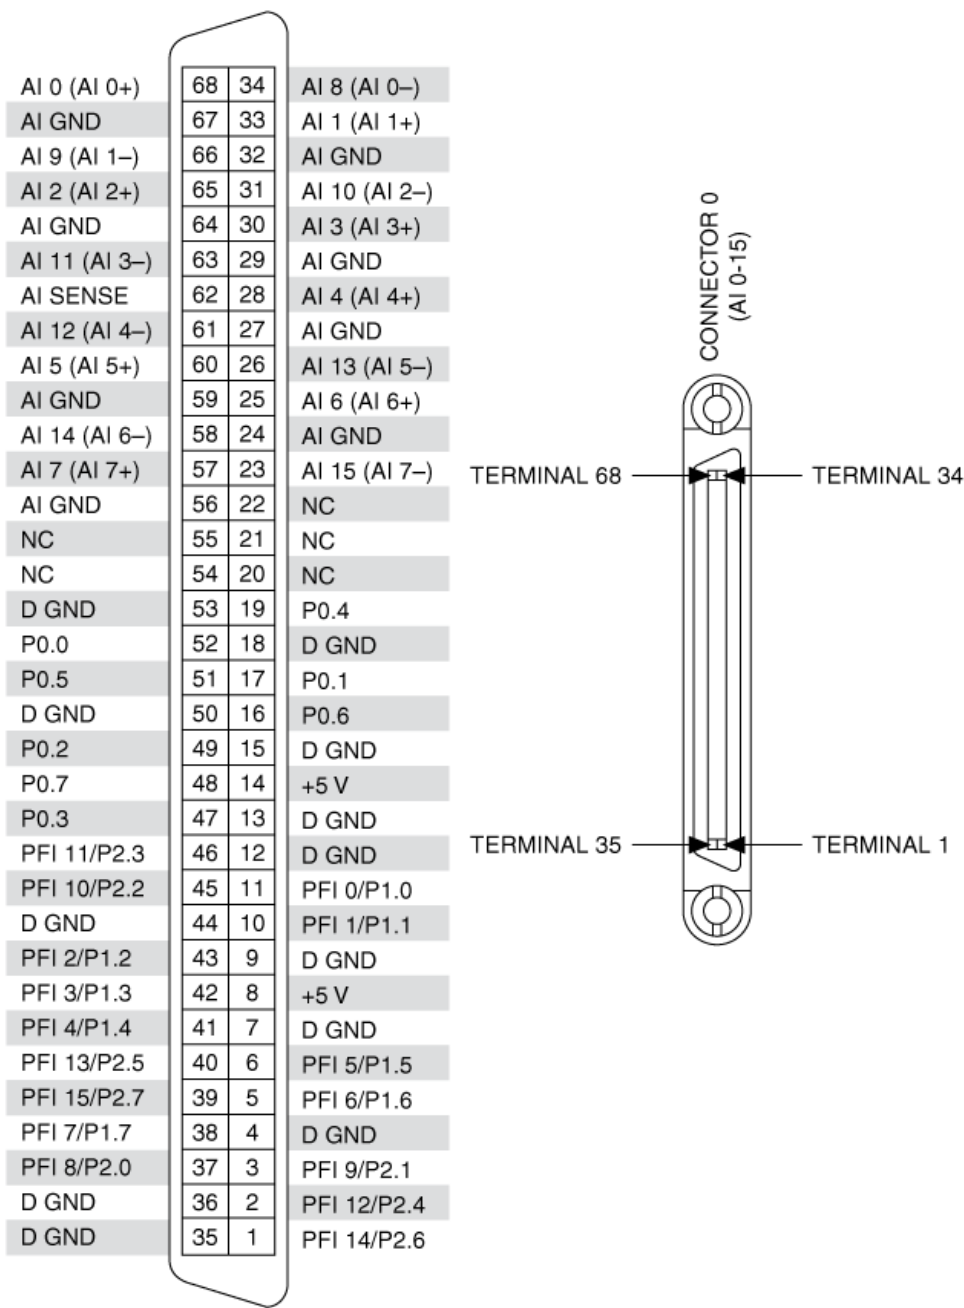 AI 0 (AI 0+) 68 34 AI 8 (AI 0–)
AI GND 67 33 AI 1 (AI 1+)
AI 9 (AI 1–) 66 32 AI GND
AI 2 (AI 2+) 65 31 AI 10 (AI 2–)
AI GND 64 30 AI 3 (AI 3+)
AI 11 (AI 3–) 63 29 AI GND
AI SENSE 62 28 AI 4 (AI 4+)
AI 12 (AI 4–) 61 27 AI GND
AI 5 (AI 5+) 60 26 AI 13 (AI 5–)
AI GND 59 25 AI 6 (AI 6+)
AI 14 (AI 6–) 58 24 AI GND
AI 7 (AI 7+) 57 23 AI 15 (AI 7–)
AI GND 56 22 NC
NC 55 21 NC
NC 54 20 NC
D GND 53 19 P0.4
P0.0 52 18 D GND
P0.5 51 17 P0.1
D GND 50 16 P0.6
P0.2 49 15 D GND
P0.7 48 14 +5 V
P0.3 47 13 D GND
PFI 11/P2.3 46 12 D GND
PFI 10/P2.2 45 11 PFI 0/P1.0
D GND 44 10 PFI 1/P1.1
PFI 2/P1.2 43 9 D GND
PFI 3/P1.3 42 8 +5 V
PFI 4/P1.4 41 7 D GND
PFI 13/P2.5 40 6 PFI 5/P1.5
PFI 15/P2.7 39 5 PFI 6/P1.6
PFI 7/P1.7 38 4 D GND
PFI 8/P2.0 37 3 PFI 9/P2.1
D GND 36 2 PFI 12/P2.4
D GND 35 1 PFI 14/P2.6
CONNECTOR 0
(AI 0-15)
TERMINAL 68 TERMINAL 34
TERMINAL 35 TERMINAL 1